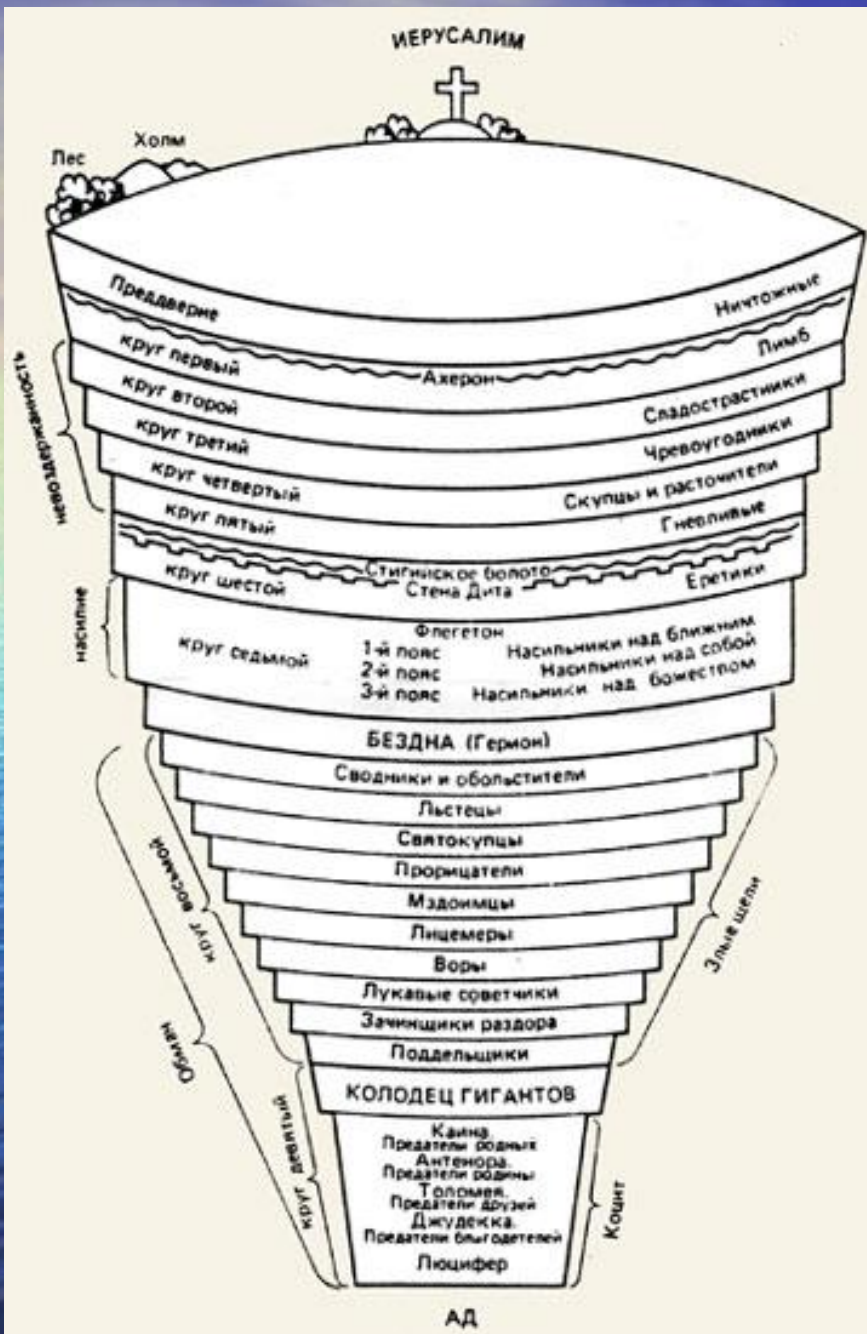 ИЕРУСАЛИМ
Холм
Лес
Преддверие Ничтожные
Ахерон
круг первый Лимб
круг второй Сладострастники
круг третий Чревоугодники
круг четвертый Скупцы и расточители
круг пятый Гневливые
невоздержанность
Стигийское болото
Стена Дита
круг шестой Еретики
насилие
Флегетон
круг седьмой
1-й пояс Насильники над ближним
2-й пояс Насильники над собой
3-й пояс Насильники над божеством
БЕЗДНА (Герион)
Сводники и обольстители
Льстецы
Святокупцы
Прорицатели
Мздоимцы
Лицемеры
Воры
Лукавые советчики
Зачинщики раздора
Поддельщики
круг восьмой
Злые щели
Обман
КОЛОДЕЦ ГИГАНТОВ
круг девятый
Каина.
Предатели родных
Антенора.
Предатели родины
Толомея.
Предатели друзей
Джудекка.
Предатели благодетелей
Люцифер
Коцит
АД